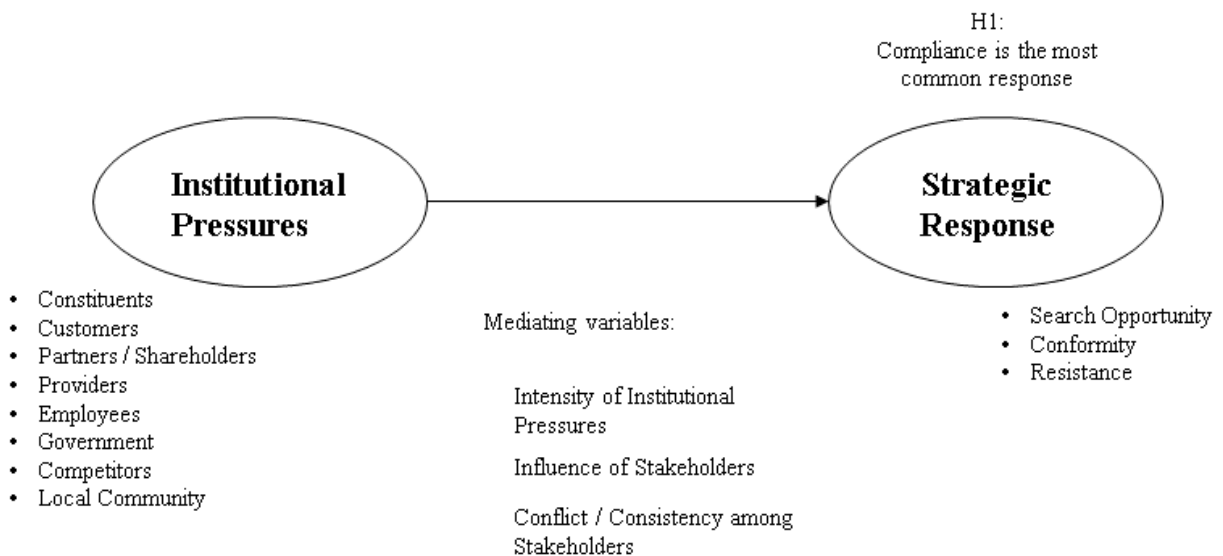 H1:
Compliance is the most
common response
Institutional
Pressures
Strategic
Response
• Constituents
• Customers
• Partners / Shareholders
• Providers
• Employees
• Government
• Competitors
• Local Community
Mediating variables:
Intensity of Institutional
Pressures
Influence of Stakeholders
Conflict / Consistency among
Stakeholders
• Search Opportunity
• Conformity
• Resistance